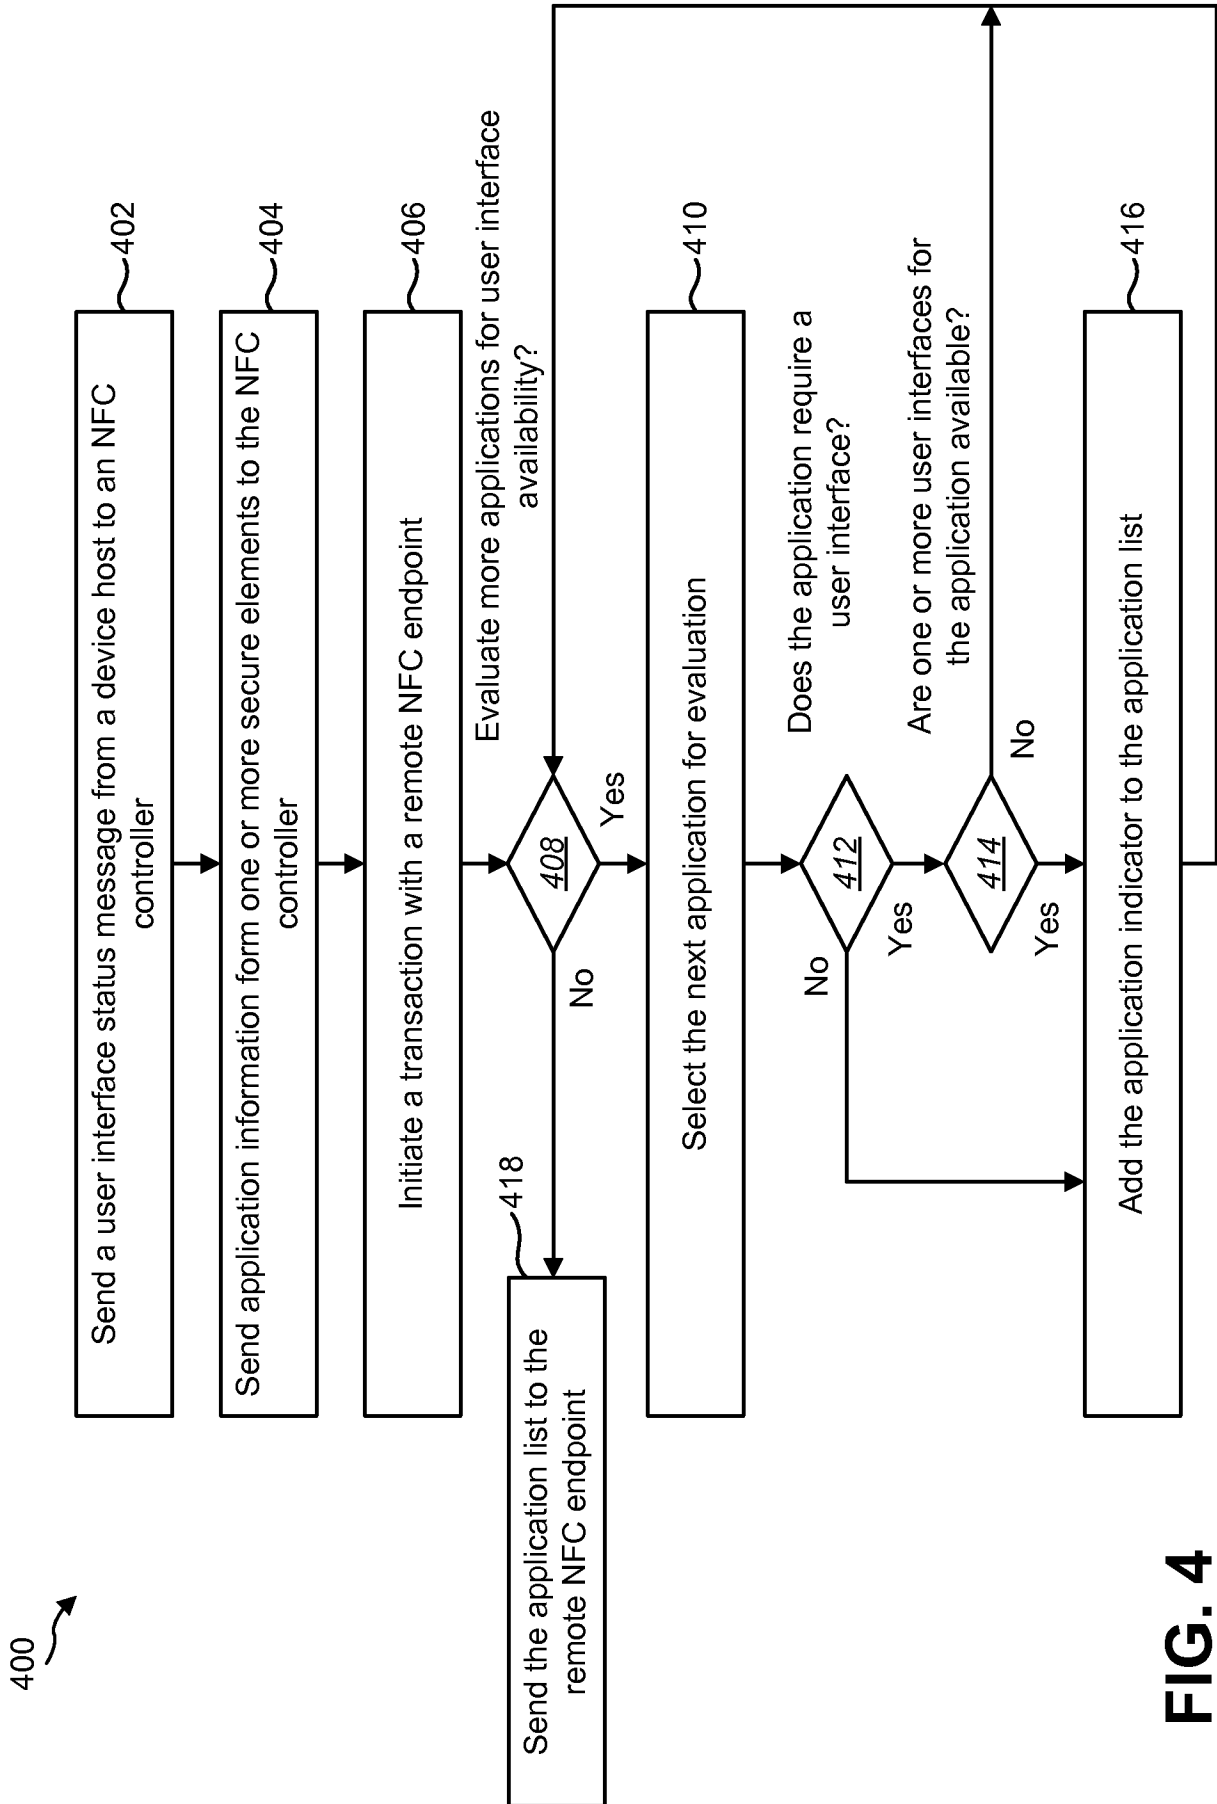 400
Send a user interface status message from a device host to an NFC
controller
402
Send application information form one or more secure elements to the NFC
controller
404
Initiate a transaction with a remote NFC endpoint
406
Evaluate more applications for user interface
availability?
408
No
Yes
Send the application list to the
remote NFC endpoint
418
Select the next application for evaluation
410
Does the application require a
user interface?
412
No
Yes
Are one or more user interfaces for
the application available?
414
No
Yes
Add the application indicator to the application list
416
FIG. 4